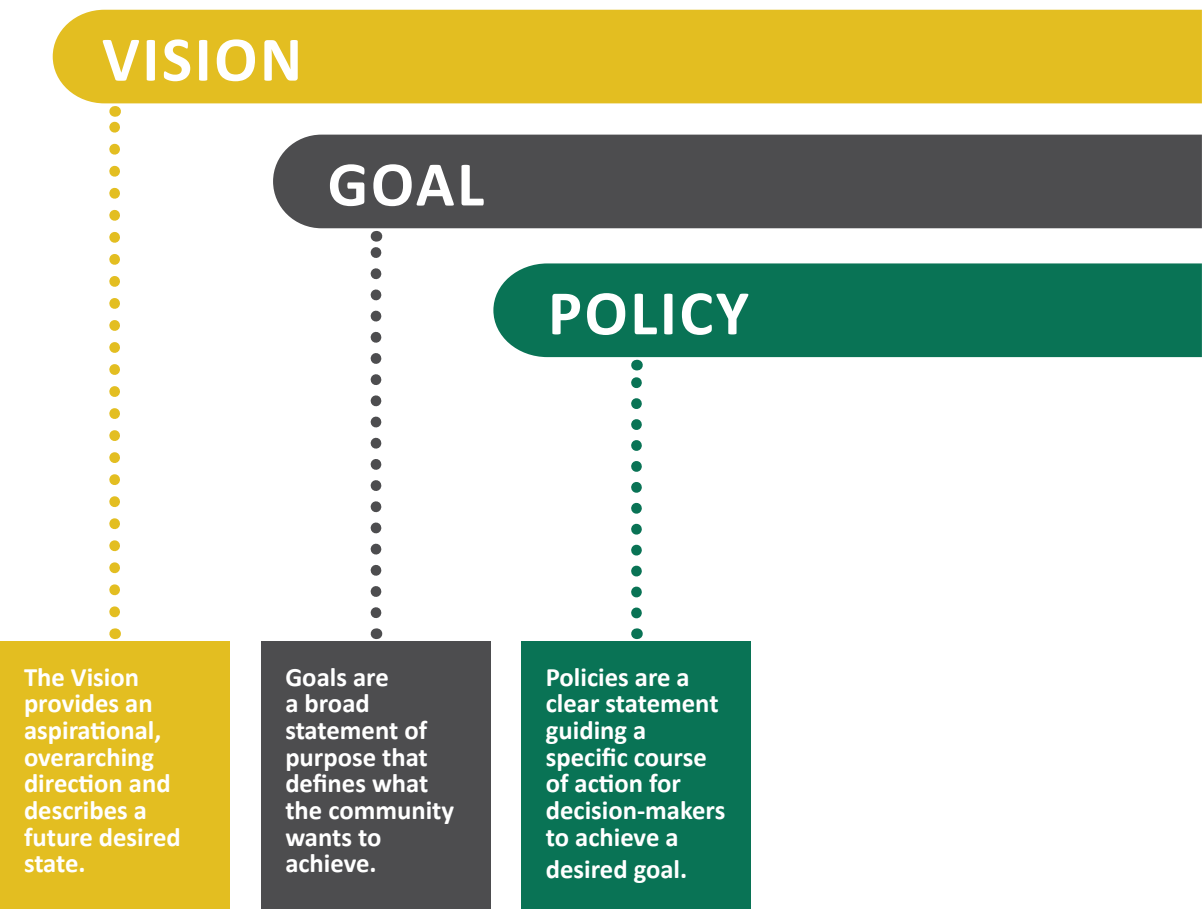 VISION
GOAL
POLICY
The Vision
provides an
aspirational,
overarching
direction and
describes a
future desired
state.
Goals are
a broad
statement of
purpose that
defines what
the community
wants to
achieve.
Policies are a
clear statement
guiding a
specific course
of action for
decision-makers
to achieve a
desired goal.